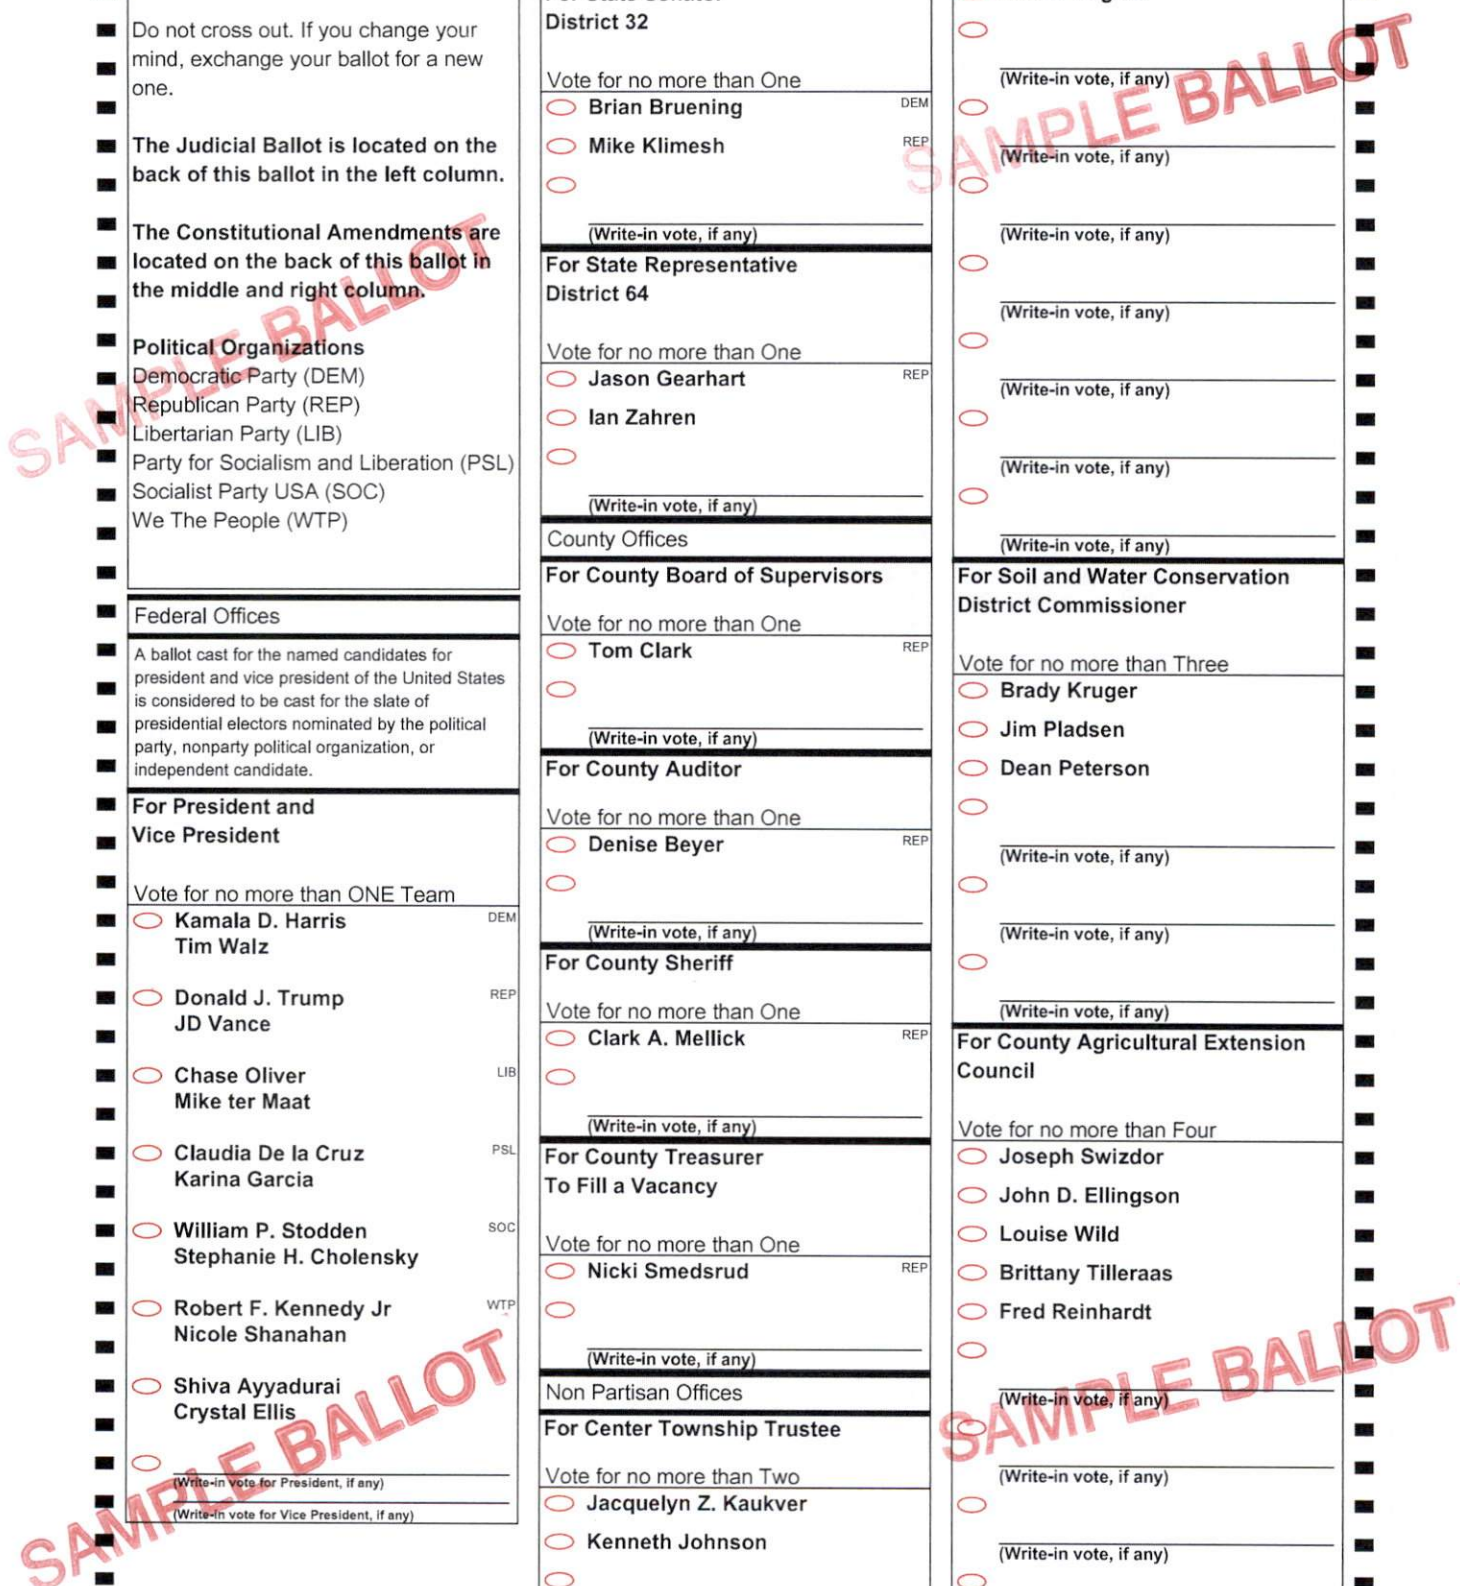 Do not cross out. If you change your
mind, exchange your ballot for a new
one.
The Judicial Ballot is located on the
back of this ballot in the left column.
The Constitutional Amendments are
located on the back of this ballot in
the middle and right column.
Political Organizations
Democratic Party (DEM)
Republican Party (REP)
Libertarian Party (LIB)
Party for Socialism and Liberation (PSL)
Socialist Party USA (SOC)
We The People (WTP)
SAMPLE BALLOT
Federal Offices
A ballot cast for the named candidates for
president and vice president of the United States
is considered to be cast for the slate of
presidential electors nominated by the political
party, nonparty political organization, or
independent candidate.
For President and
Vice President
Vote for no more than ONE Team
Kamala D. Harris DEM
Tim Walz
Donald J. Trump REP
JD Vance
Chase Oliver LIB
Mike ter Maat
Claudia De la Cruz PSL
Karina Garcia
William P. Stodden SOC
Stephanie H. Cholensky
Robert F. Kennedy Jr WTP
Nicole Shanahan
Shiva Ayyadurai
Crystal Ellis
(Write-in vote for President, if any)
(Write-in vote for Vice President, if any)
SAMPLE BALLOT
District 32
Vote for no more than One
Brian Bruening DEM
Mike Klimesh REP
(Write-in vote, if any)
For State Representative
District 64
Vote for no more than One
Jason Gearhart REP
Ian Zahren
(Write-in vote, if any)
County Offices
For County Board of Supervisors
Vote for no more than One
Tom Clark REP
(Write-in vote, if any)
For County Auditor
Vote for no more than One
Denise Beyer REP
(Write-in vote, if any)
For County Sheriff
Vote for no more than One
Clark A. Mellick REP
(Write-in vote, if any)
For County Treasurer
To Fill a Vacancy
Vote for no more than One
Nicki Smedsrud REP
(Write-in vote, if any)
Non Partisan Offices
For Center Township Trustee
Vote for no more than Two
Jacquelyn Z. Kaukver
Kenneth Johnson
(Write-in vote, if any)
(Write-in vote, if any)
(Write-in vote, if any)
(Write-in vote, if any)
(Write-in vote, if any)
(Write-in vote, if any)
(Write-in vote, if any)
SAMPLE BALLOT
For Soil and Water Conservation
District Commissioner
Vote for no more than Three
Brady Kruger
Jim Pladsen
Dean Peterson
(Write-in vote, if any)
(Write-in vote, if any)
(Write-in vote, if any)
For County Agricultural Extension
Council
Vote for no more than Four
Joseph Swizdor
John D. Ellingson
Louise Wild
Brittany Tilleraas
Fred Reinhardt
(Write-in vote, if any)
(Write-in vote, if any)
(Write-in vote, if any)
SAMPLE BALLOT